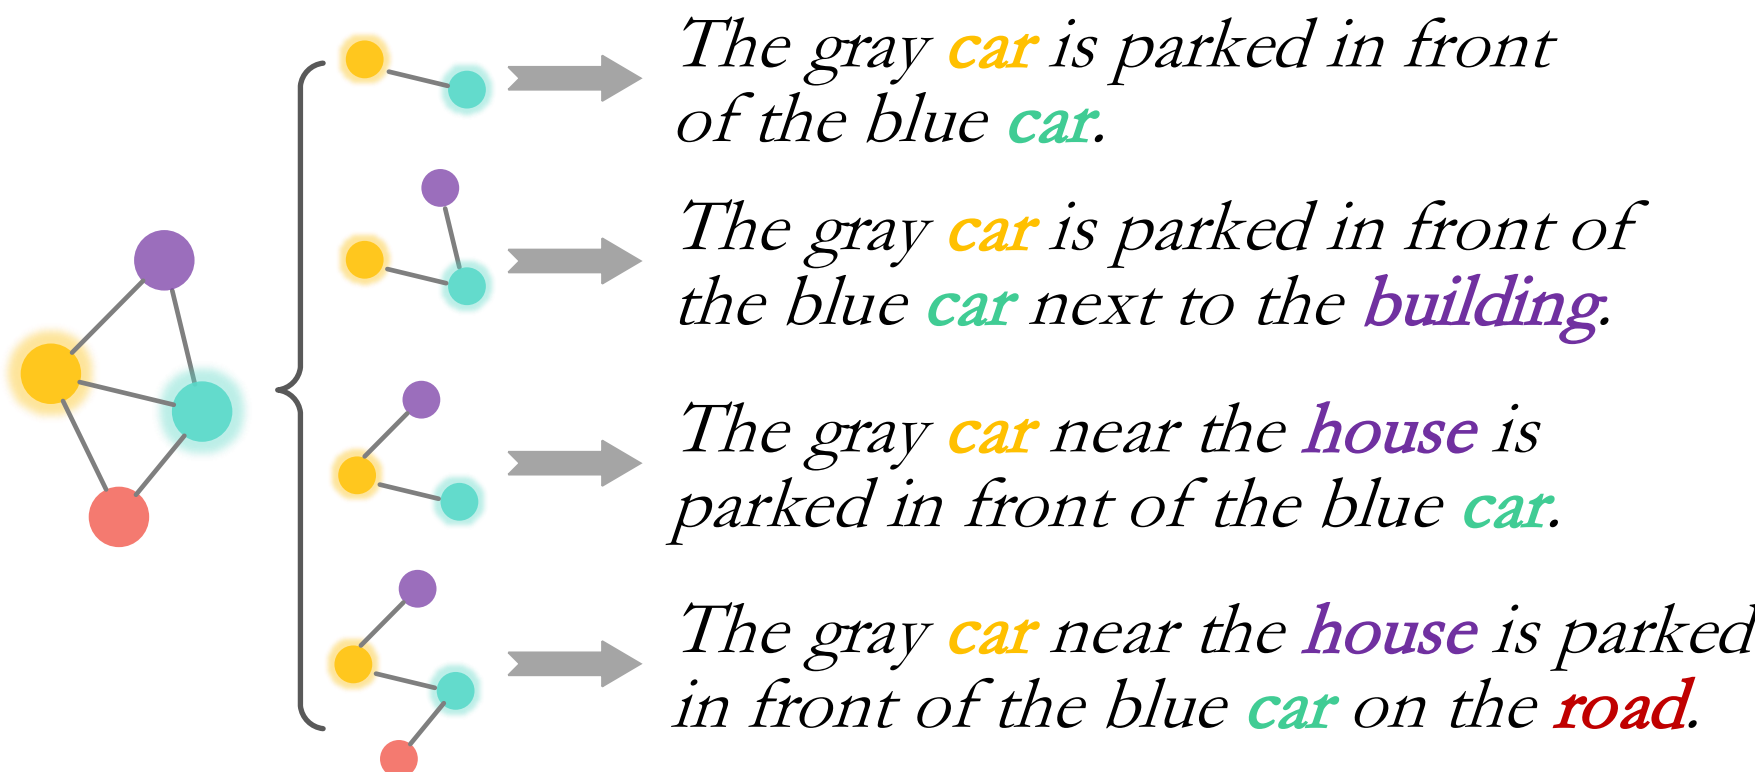 The gray car is parked in front
of the blue car.
The gray car is parked in front of
the blue car next to the building.
The gray car near the house is
parked in front of the blue car.
The gray car near the house is parked
in front of the blue car on the road.